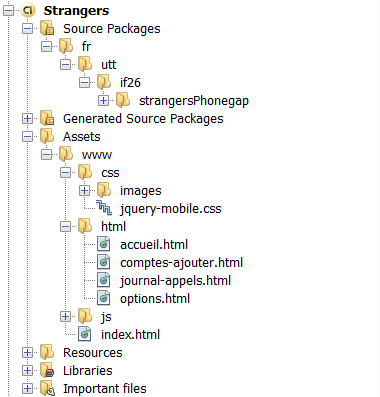 Strangers
Source Packages
fr
utt
if26
strangersPhonegap
Generated Source Packages
Assets
www
css
images
jquery-mobile.css
html
accueil.html
comptes-ajouter.html
journal-appels.html
options.html
js
index.html
Resources
Libraries
Important files